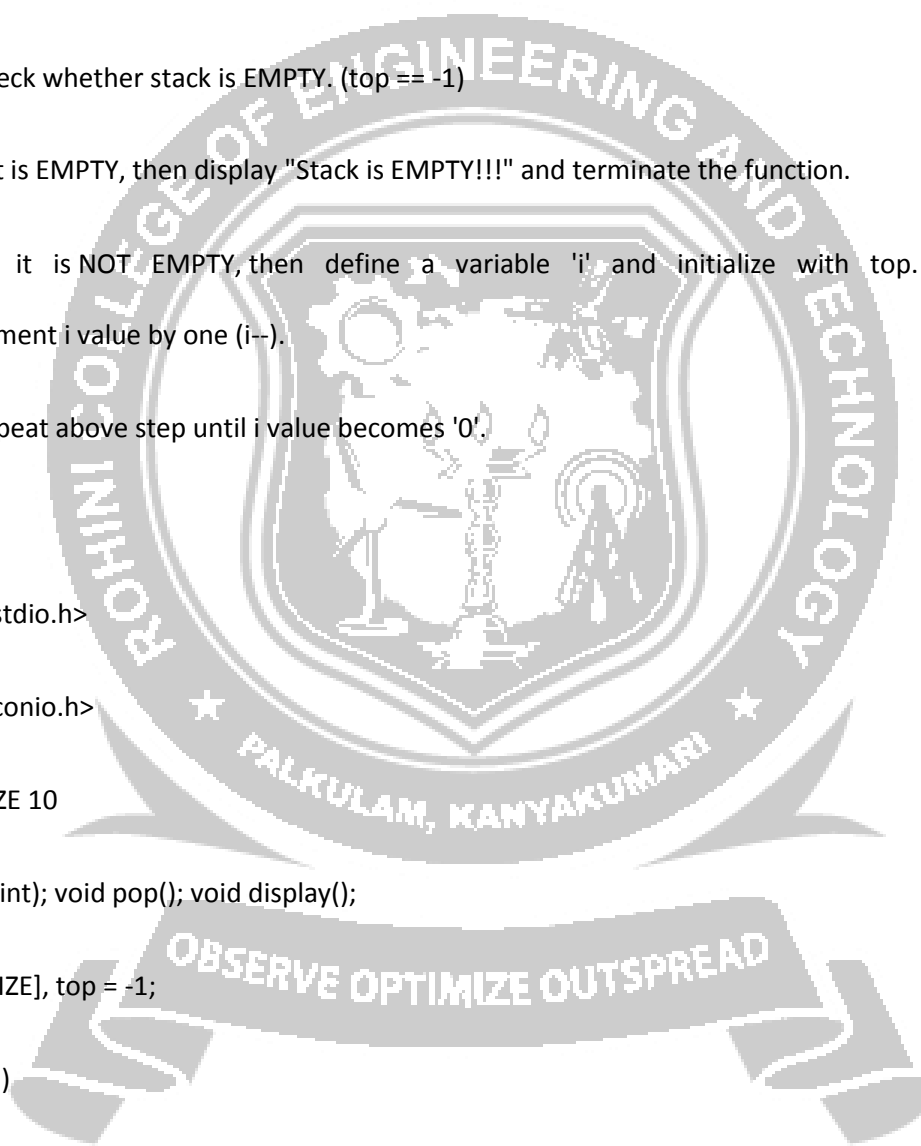 eck whether stack is EMPTY. (top == -1)
t is EMPTY, then display "Stack is EMPTY!!!" and terminate the function.
it is NOT EMPTY, then define a variable 'i' and initialize with top.
ment i value by one (i--).
peat above step until i value becomes '0'.
stdio.h>
conio.h>
ZE 10
int); void pop(); void display();
IZE], top = -1;
)
ROHINI COLLEGE OF ENGINEERING AND TECHNOLOGY
PALKULAM, KANYAKUMARI
OBSERVE OPTIMIZE OUTSPREAD